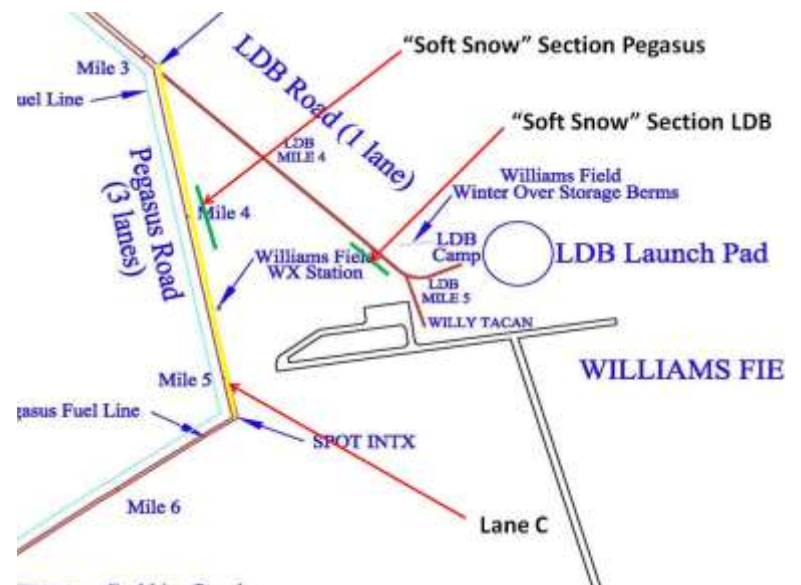 "Soft Snow" Section Pegasus
Mile 3
uel Line
LDB Road (1 lane)
"Soft Snow" Section LDB
LDB
MILE 4
Williams Field
Winter Over Storage Berms
Pegasus Road
(3 lanes)
Mile 4
LDB
Camp
LDB Launch Pad
Williams Field
WX Station
LDB
MILE 5
WILLY TACAN
WILLIAMS FIE
Mile 5
gasus Fuel Line
SPOT INTX
Mile 6
Lane C